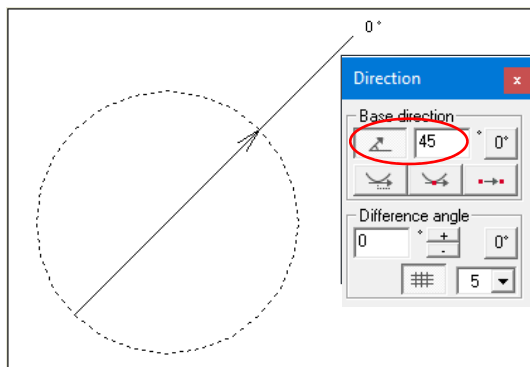 0°
Direction
x
Base direction
45 ° 0°
Difference angle
0 ° + - 0°
5